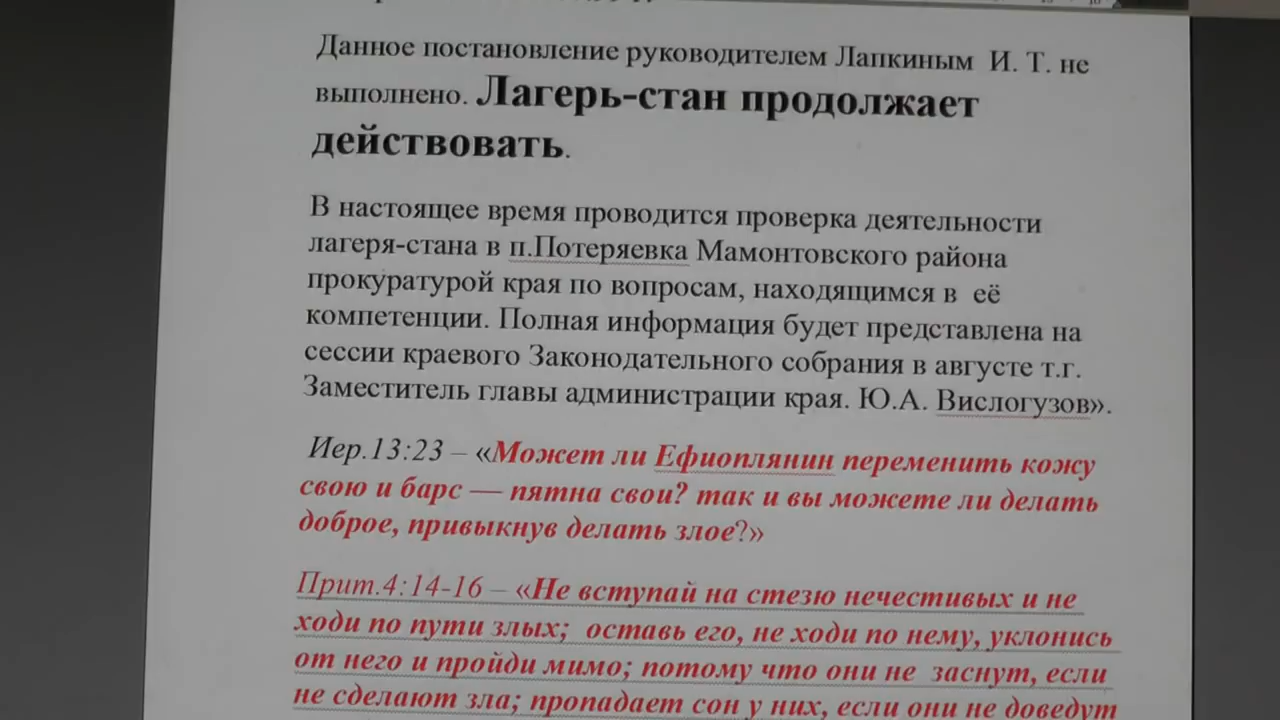 Данное постановление руководителем Лапкиным И. Т. не
выполнено. Лагерь-стан продолжает
действовать.
В настоящее время проводится проверка деятельности
лагеря-стана в п.Потеряевка Мамонтовского района
прокуратурой края по вопросам, находящимся в её
компетенции. Полная информация будет представлена на
сессии краевого Законодательного собрания в августе т.г.
Заместитель главы администрации края. Ю.А. Вислогузов».
Иер.13:23 – «Может ли Ефиоплянин переменить кожу
свою и барс — пятна свои? так и вы можете ли делать
доброе, привыкнув делать злое?»
Прит.4:14-16 – «Не вступай на стезю нечестивых и не
ходи по пути злых; оставь его, не ходи по нему, уклонись
от него и пройди мимо; потому что они не заснут, если
не сделают зла; пропадает сон у них, если они не доведут